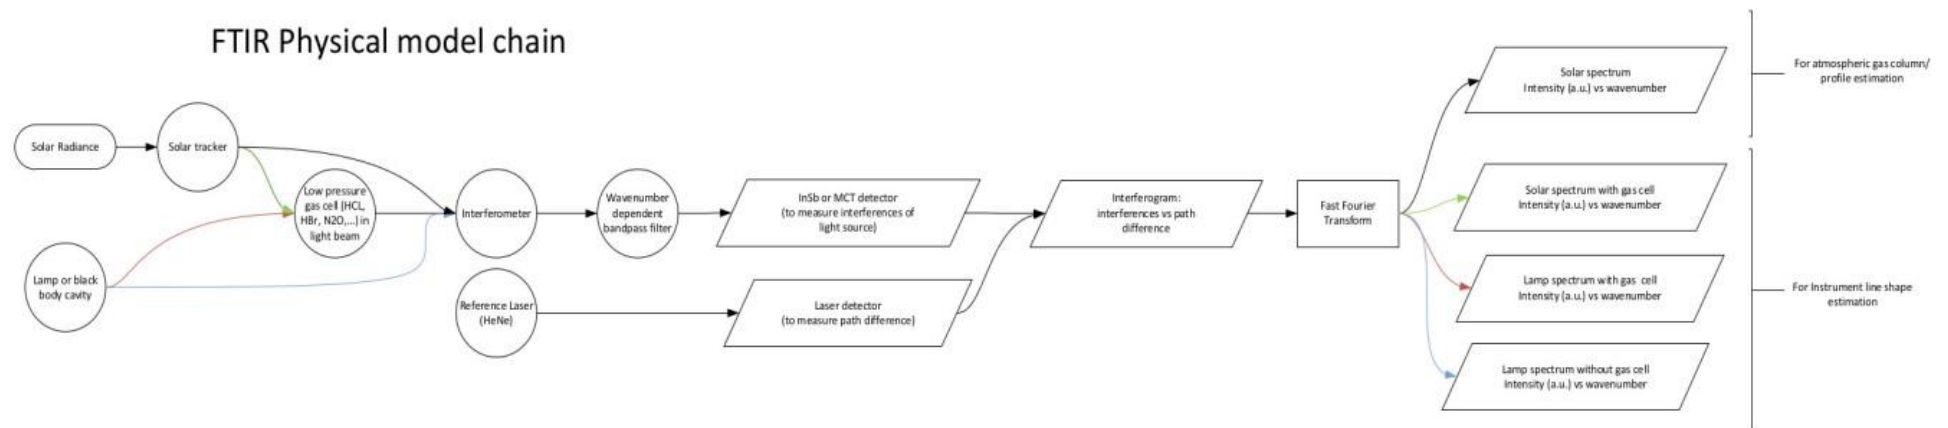 FTIR Physical model chain
Solar Radiance
Solar tracker
Low pressure
gas cell (HCL,
HBr, N2O,...) in
light beam
Lamp or black
body cavity
Interferometer
Reference Laser
(HeNe)
Wavenumber
dependent
bandpass filter
InSb or MCT detector
(to measure interferences of
light source)
Laser detector
(to measure path difference)
Interferogram:
interferences vs path
difference
Fast Fourier
Transform
Solar spectrum
Intensity (a.u.) vs wavenumber
Solar spectrum with gas cell
Intensity (a.u.) vs wavenumber
Lamp spectrum with gas cell
Intensity (a.u.) vs wavenumber
Lamp spectrum without gas cell
Intensity (a.u.) vs wavenumber
For atmospheric gas column/
profile estimation
For Instrument line shape
estimation